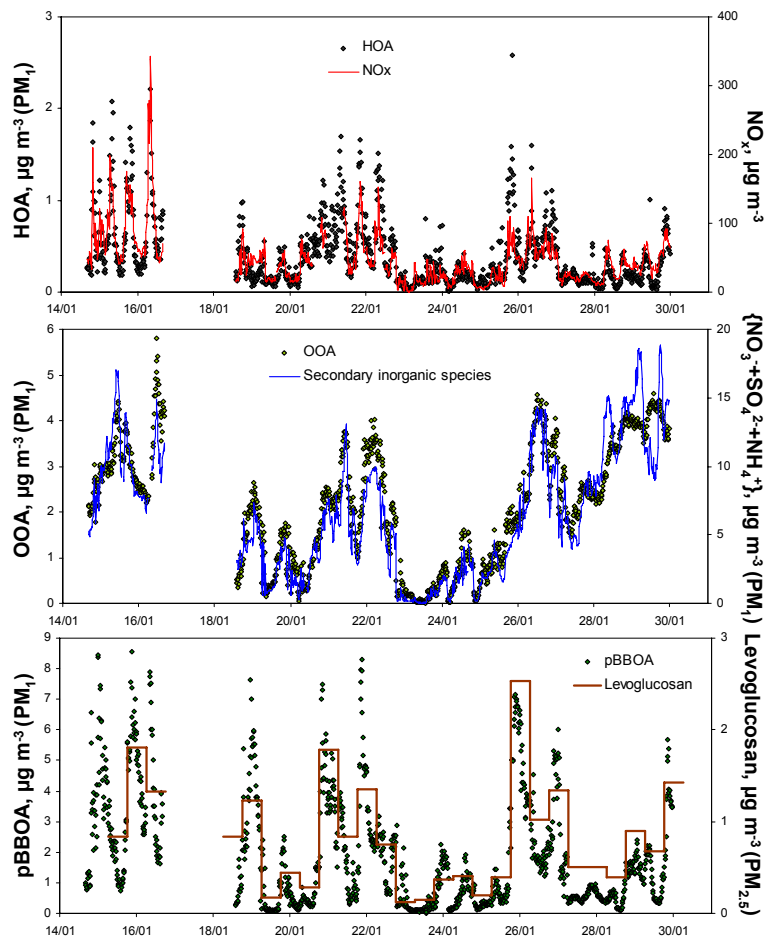 HOA, µg m-3 (PM1)
3
2
1
0
HOA
NOx
400
300
200
100
0
NOx, µg m-3
14/01 16/01 18/01 20/01 22/01 24/01 26/01 28/01 30/01
OOA, µg m-3 (PM1)
6
5
4
3
2
1
0
OOA
Secondary inorganic species
20
15
10
5
0
{NO3-+SO42-+NH4+}, µg m-3 (PM1)
14/01 16/01 18/01 20/01 22/01 24/01 26/01 28/01 30/01
pBBOA, µg m-3 (PM1)
9
8
7
6
5
4
3
2
1
0
pBBOA
Levoglucosan
3
2
1
0
Levoglucosan, µg m-3 (PM2.5)
14/01 16/01 18/01 20/01 22/01 24/01 26/01 28/01 30/01